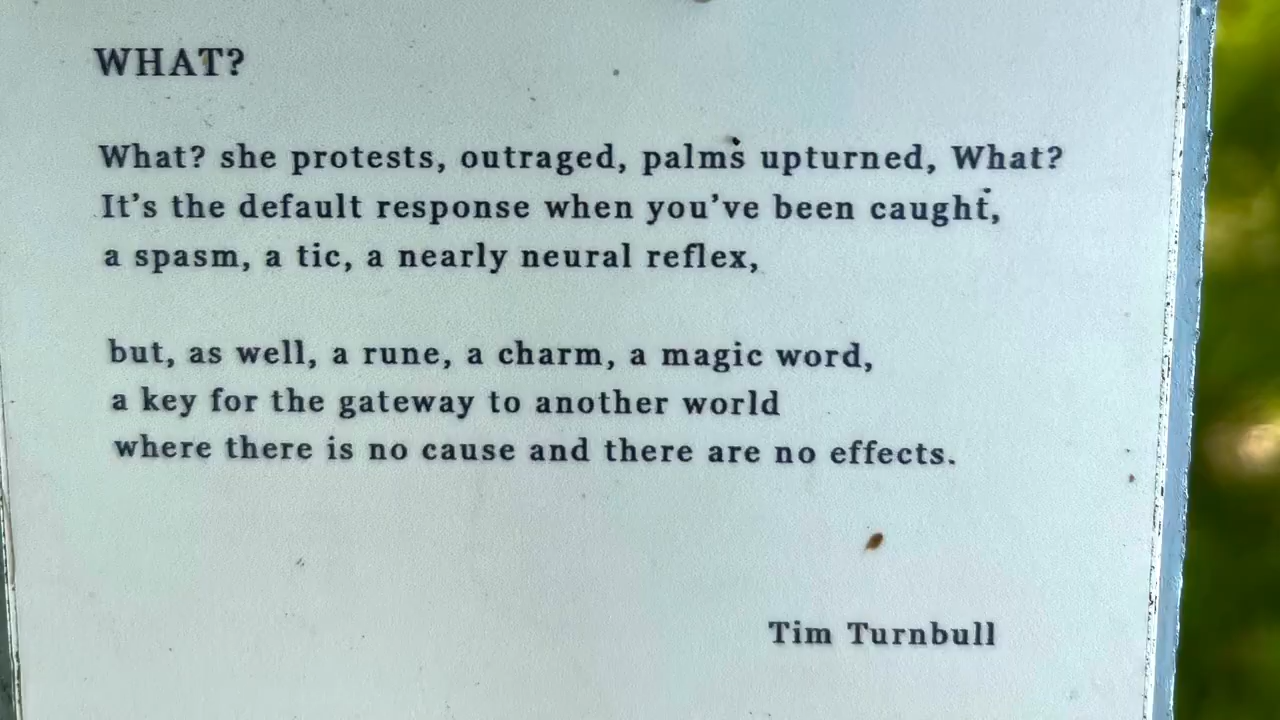 WHAT?
What? she protests, outraged, palms upturned, What?
It's the default response when you've been caught,
a spasm, a tic, a nearly neural reflex,
but, as well, a rune, a charm, a magic word,
a key for the gateway to another world
where there is no cause and there are no effects.
Tim Turnbull